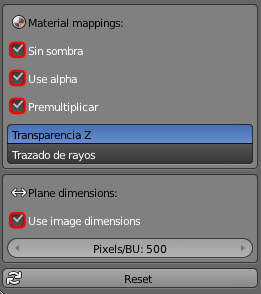 Material mappings:
Sin sombra
Use alpha
Premultiplicar
Transparencia Z
Trazado de rayos
Plane dimensions:
Use image dimensions
Pixels/BU: 500
Reset